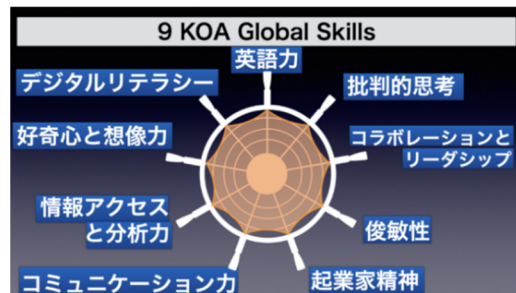 9 KOA Global Skills
英語力
デジタルリテラシー
批判的思考
好奇心と想像力
コラボレーションと
リーダシップ
情報アクセス
と分析力
俊敏性
コミュニケーション力
起業家精神